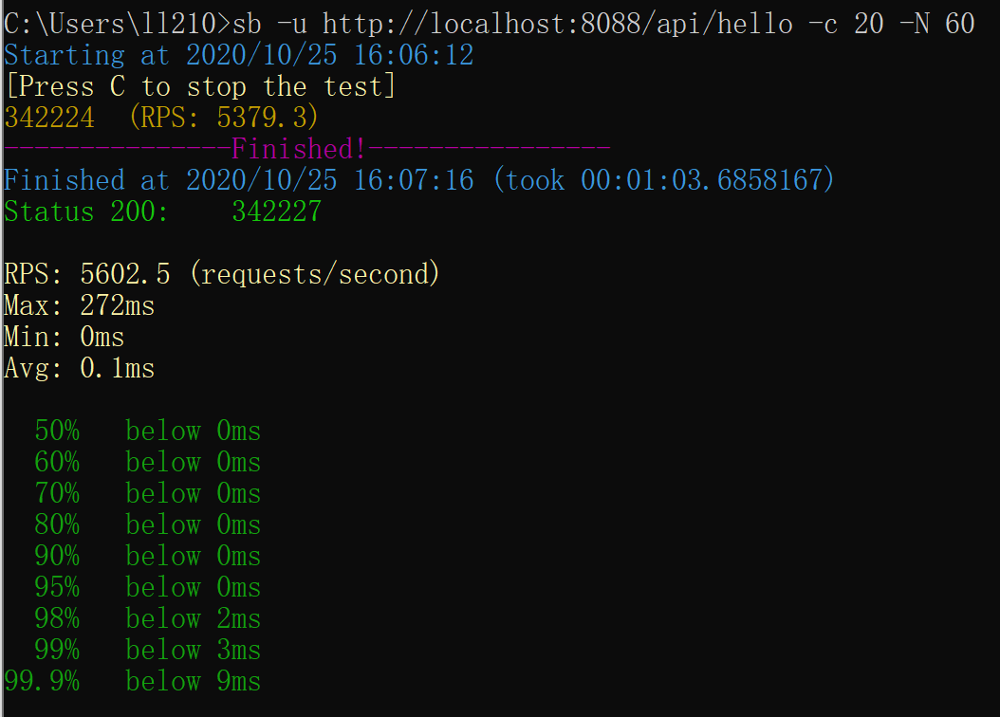 C:\Users\ll210>sb -u http://localhost:8088/api/hello -c 20 -N 60
Starting at 2020/10/25 16:06:12
[Press C to stop the test]
342224  (RPS: 5379.3)
---------------Finished!----------------
Finished at 2020/10/25 16:07:16 (took 00:01:03.6858167)
Status 200:    342227
RPS: 5602.5 (requests/second)
Max: 272ms
Min: 0ms
Avg: 0.1ms
50%   below 0ms
60%   below 0ms
70%   below 0ms
80%   below 0ms
90%   below 0ms
95%   below 0ms
98%   below 2ms
99%   below 3ms
99.9%   below 9ms